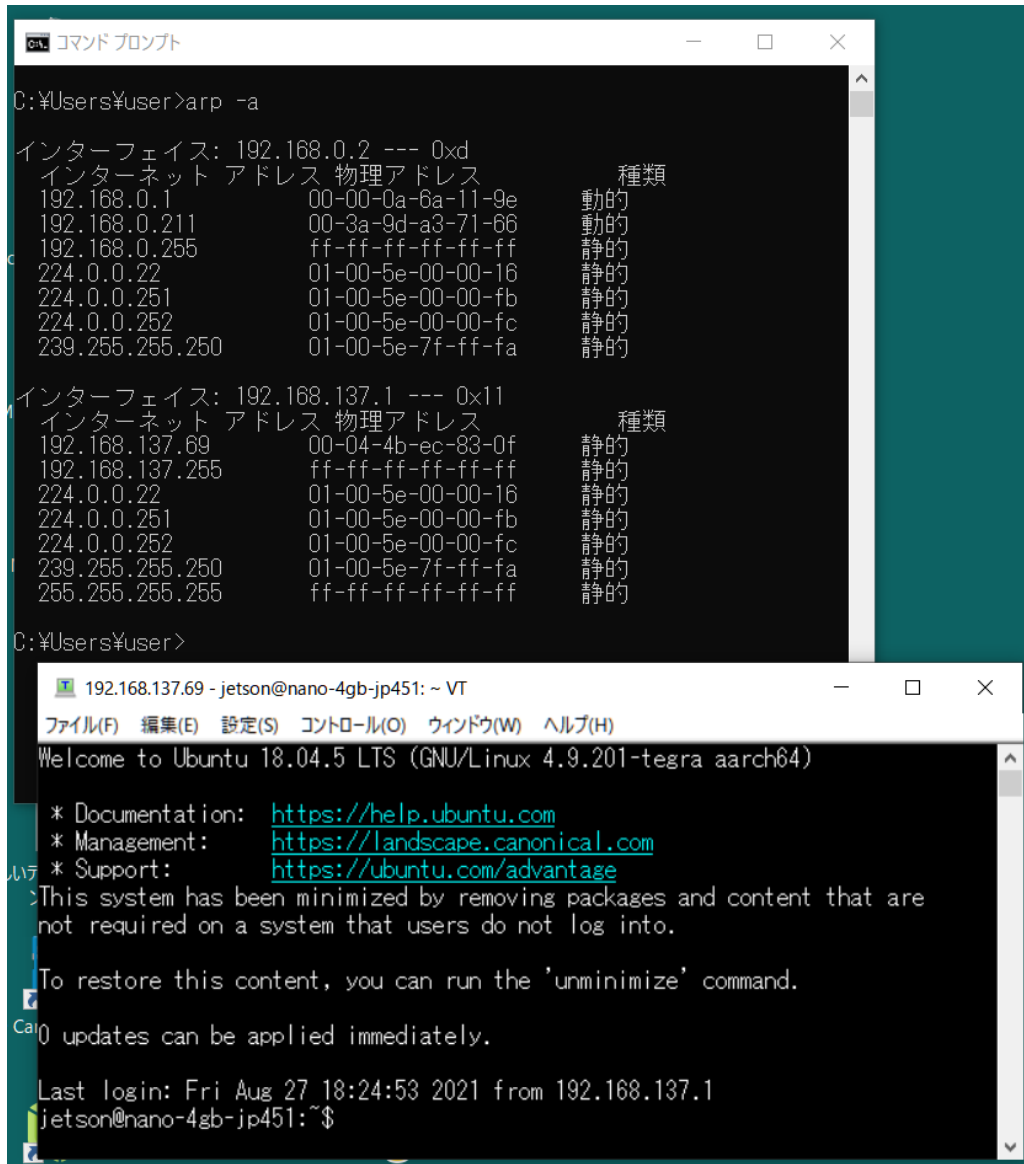 コマンド プロンプト
C:¥Users¥user>arp -a
インターフェイス: 192.168.0.2 --- 0xd
インターネット アドレス 物理アドレス 種類
192.168.0.1 00-00-0a-6a-11-9e 動的
192.168.0.211 00-3a-9d-a3-71-66 動的
192.168.0.255 ff-ff-ff-ff-ff-ff 静的
224.0.0.22 01-00-5e-00-00-16 静的
224.0.0.251 01-00-5e-00-00-fb 静的
224.0.0.252 01-00-5e-00-00-fc 静的
239.255.255.250 01-00-5e-7f-ff-fa 静的
インターフェイス: 192.168.137.1 --- 0x11
インターネット アドレス 物理アドレス 種類
192.168.137.69 00-04-4b-ec-83-0f 静的
192.168.137.255 ff-ff-ff-ff-ff-ff 静的
224.0.0.22 01-00-5e-00-00-16 静的
224.0.0.251 01-00-5e-00-00-fb 静的
224.0.0.252 01-00-5e-00-00-fc 静的
239.255.255.250 01-00-5e-7f-ff-fa 静的
255.255.255.255 ff-ff-ff-ff-ff-ff 静的
C:¥Users¥user>
192.168.137.69 - jetson@nano-4gb-jp451: ~ VT
ファイル(F) 編集(E) 設定(S) コントロール(O) ウィンドウ(W) ヘルプ(H)
Welcome to Ubuntu 18.04.5 LTS (GNU/Linux 4.9.201-tegra aarch64)
* Documentation: https://help.ubuntu.com
* Management: https://landscape.canonical.com
* Support: https://ubuntu.com/advantage
This system has been minimized by removing packages and content that are
not required on a system that users do not log into.
To restore this content, you can run the 'unminimize' command.
0 updates can be applied immediately.
Last login: Fri Aug 27 18:24:53 2021 from 192.168.137.1
jetson@nano-4gb-jp451:~$